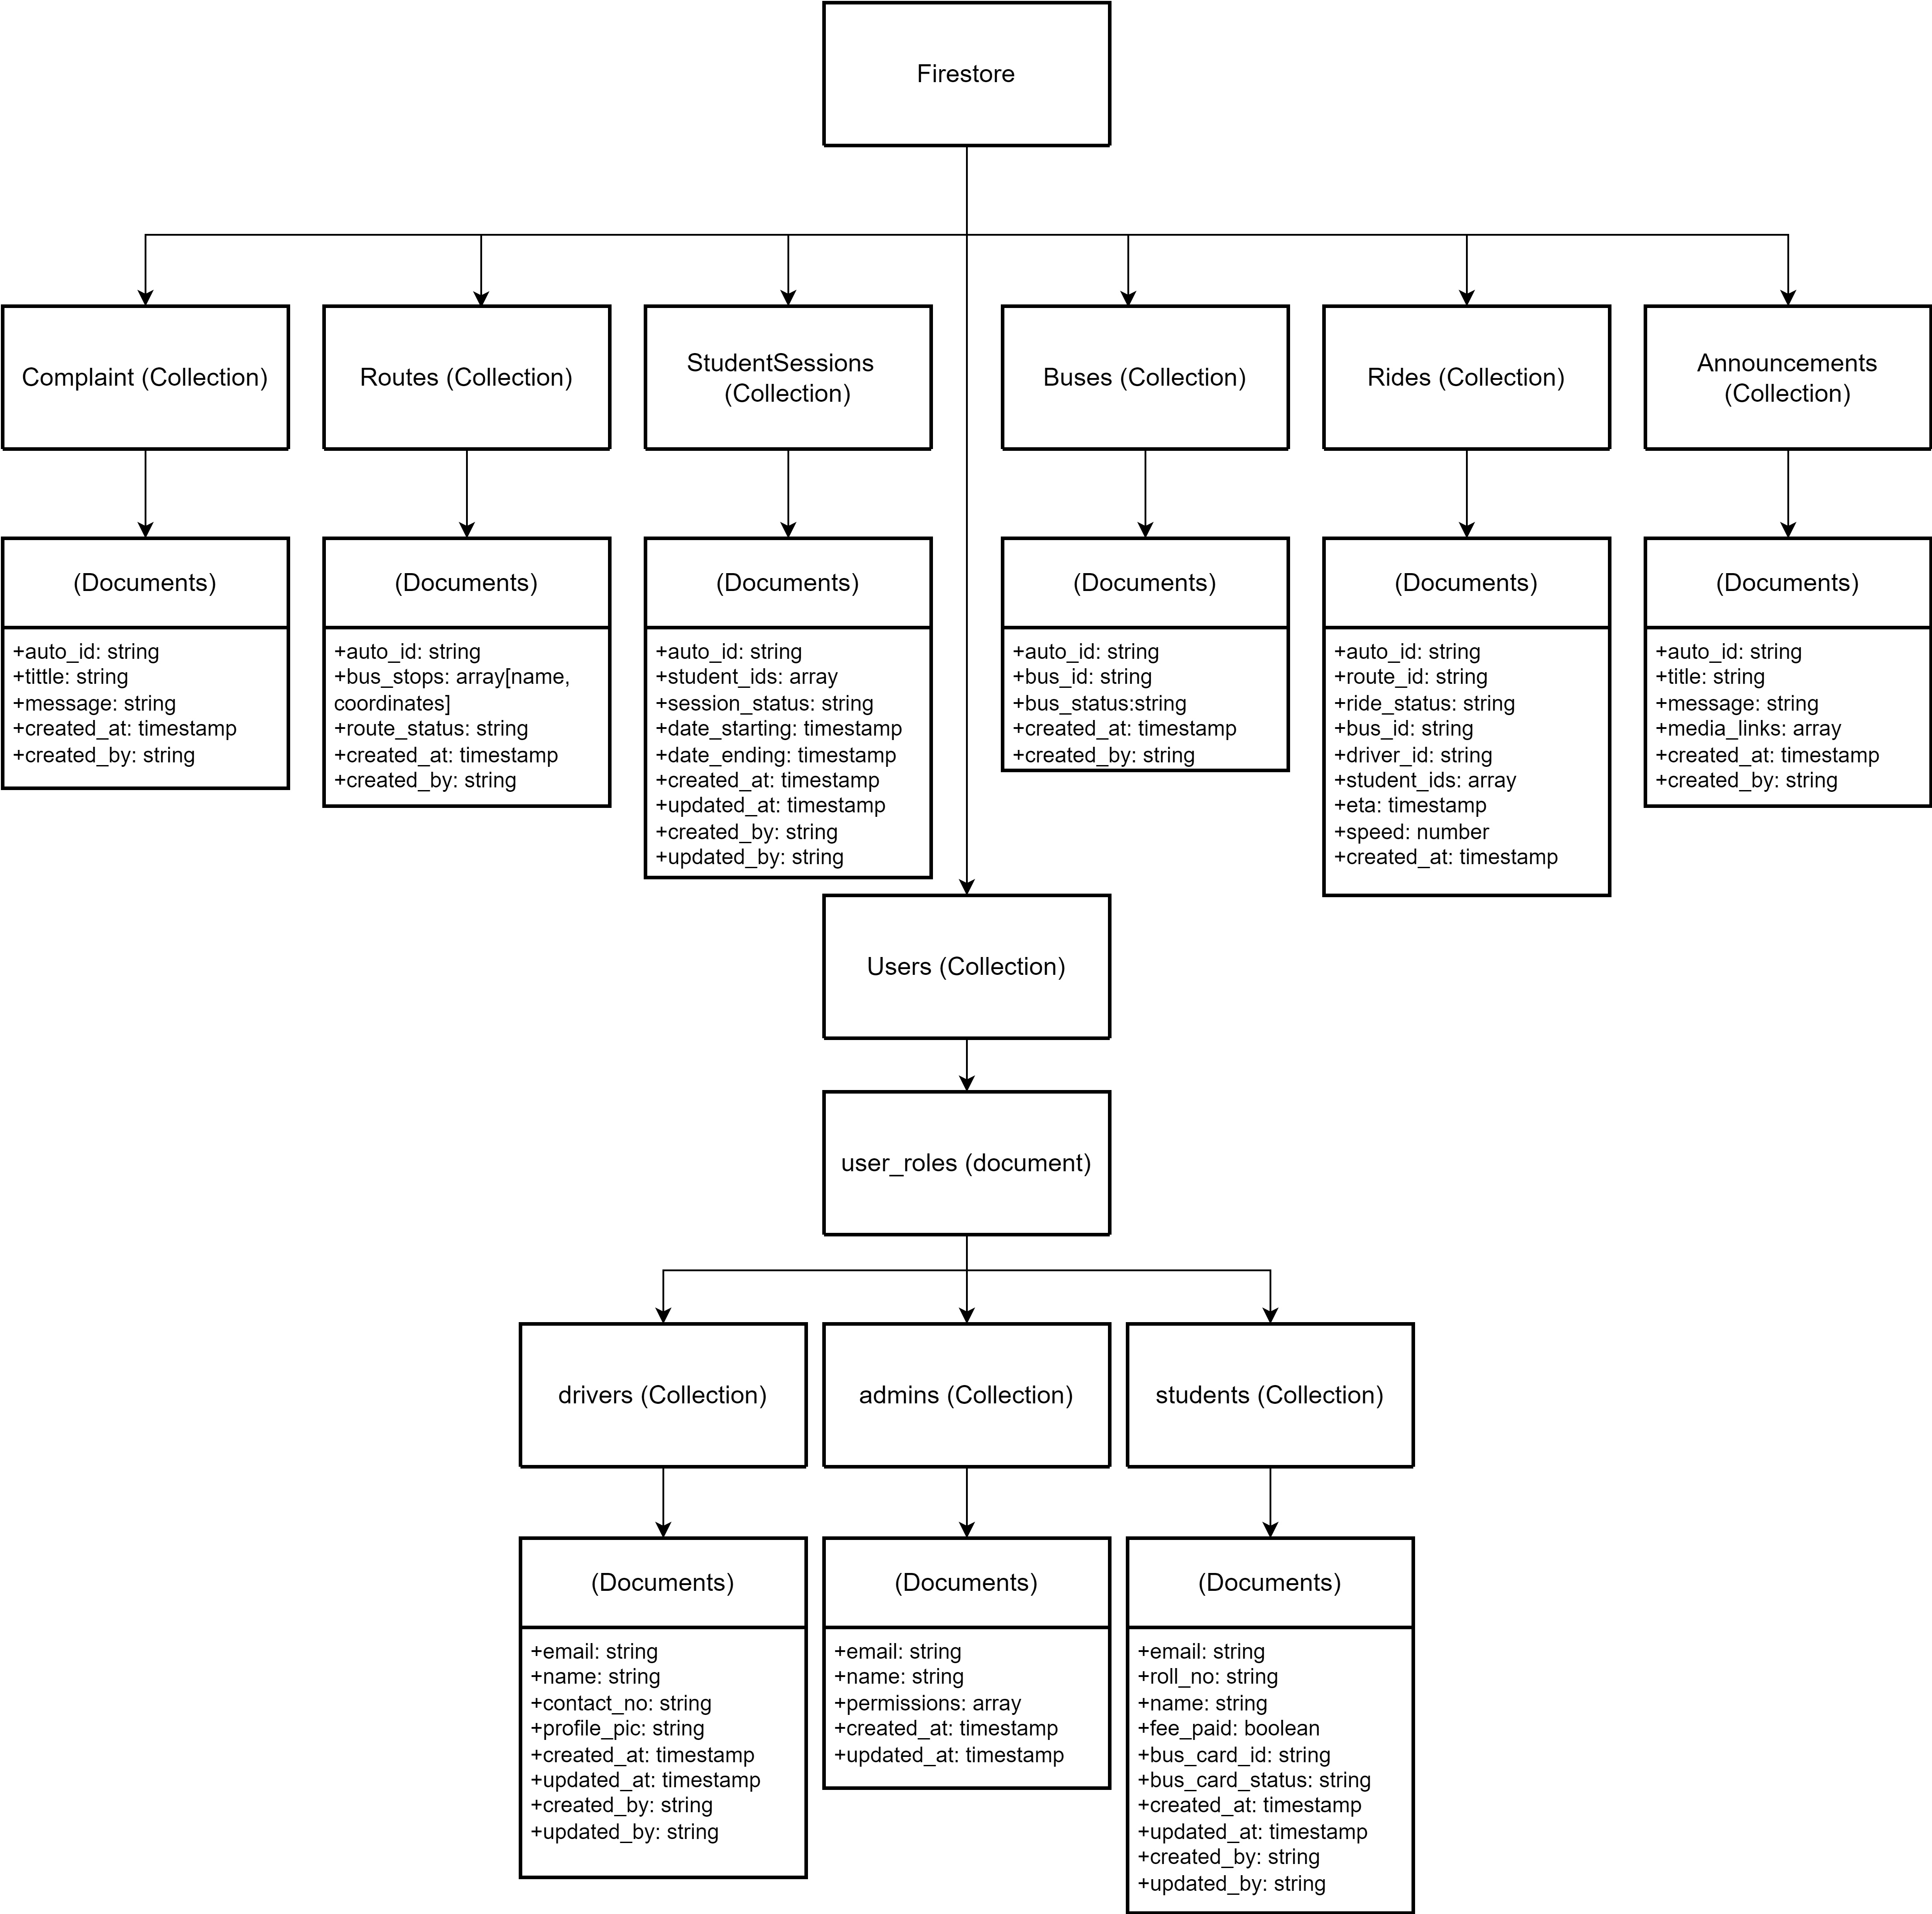 Firestore
Complaint (Collection)
Routes (Collection)
StudentSessions
(Collection)
Buses (Collection)
Rides (Collection)
Announcements
(Collection)
(Documents)
+auto_id: string
+tittle: string
+message: string
+created_at: timestamp
+created_by: string
(Documents)
+auto_id: string
+bus_stops: array[name,
coordinates]
+route_status: string
+created_at: timestamp
+created_by: string
(Documents)
+auto_id: string
+student_ids: array
+session_status: string
+date_starting: timestamp
+date_ending: timestamp
+created_at: timestamp
+updated_at: timestamp
+created_by: string
+updated_by: string
(Documents)
+auto_id: string
+bus_id: string
+bus_status:string
+created_at: timestamp
+created_by: string
(Documents)
+auto_id: string
+route_id: string
+ride_status: string
+bus_id: string
+driver_id: string
+student_ids: array
+eta: timestamp
+speed: number
+created_at: timestamp
(Documents)
+auto_id: string
+title: string
+message: string
+media_links: array
+created_at: timestamp
+created_by: string
Users (Collection)
user_roles (document)
drivers (Collection)
admins (Collection)
students (Collection)
(Documents)
+email: string
+name: string
+contact_no: string
+profile_pic: string
+created_at: timestamp
+updated_at: timestamp
+created_by: string
+updated_by: string
(Documents)
+email: string
+name: string
+permissions: array
+created_at: timestamp
+updated_at: timestamp
(Documents)
+email: string
+roll_no: string
+name: string
+fee_paid: boolean
+bus_card_id: string
+bus_card_status: string
+created_at: timestamp
+updated_at: timestamp
+created_by: string
+updated_by: string